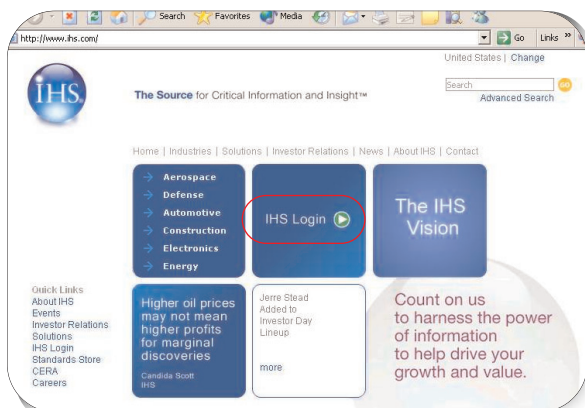 Search Favorites Media
http://www.ihs.com/ Go Links »
United States | Change
IHS
The Source for Critical Information and Insight™
Search GO
Advanced Search
Home | Industries | Solutions | Investor Relations | News | About IHS | Contact
→ Aerospace
→ Defense
→ Automotive
→ Construction
→ Electronics
→ Energy
IHS Login
The IHS
Vision
Quick Links
About IHS
Events
Investor Relations
Solutions
IHS Login
Standards Store
CERA
Careers
Higher oil prices
may not mean
higher profits
for marginal
discoveries
Candida Scott
IHS
Jerre Stead
Added to
Investor Day
Lineup
more
Count on us
to harness the power
of information
to help drive your
growth and value.